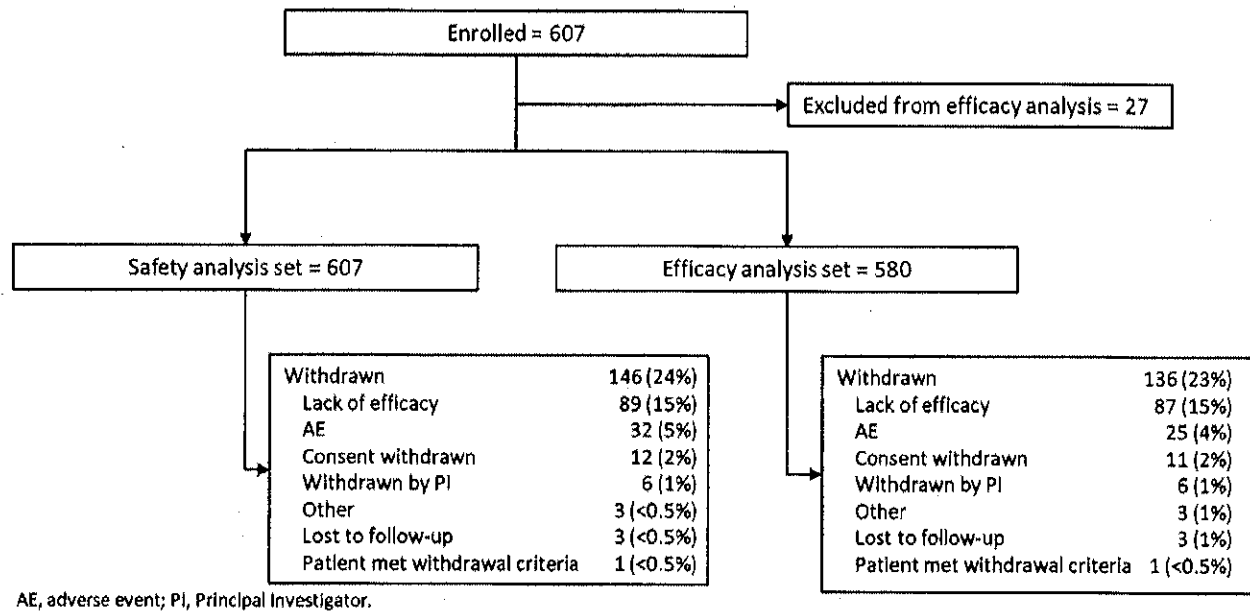 Enrolled = 607
Excluded from efficacy analysis = 27
Safety analysis set = 607
Efficacy analysis set = 580
Withdrawn 146 (24%)
Lack of efficacy 89 (15%)
AE 32 (5%)
Consent withdrawn 12 (2%)
Withdrawn by PI 6 (1%)
Other 3 (<0.5%)
Lost to follow-up 3 (<0.5%)
Patient met withdrawal criteria 1 (<0.5%)
Withdrawn 136 (23%)
Lack of efficacy 87 (15%)
AE 25 (4%)
Consent withdrawn 11 (2%)
Withdrawn by PI 6 (1%)
Other 3 (1%)
Lost to follow-up 3 (1%)
Patient met withdrawal criteria 1 (<0.5%)
AE, adverse event; PI, Principal Investigator.